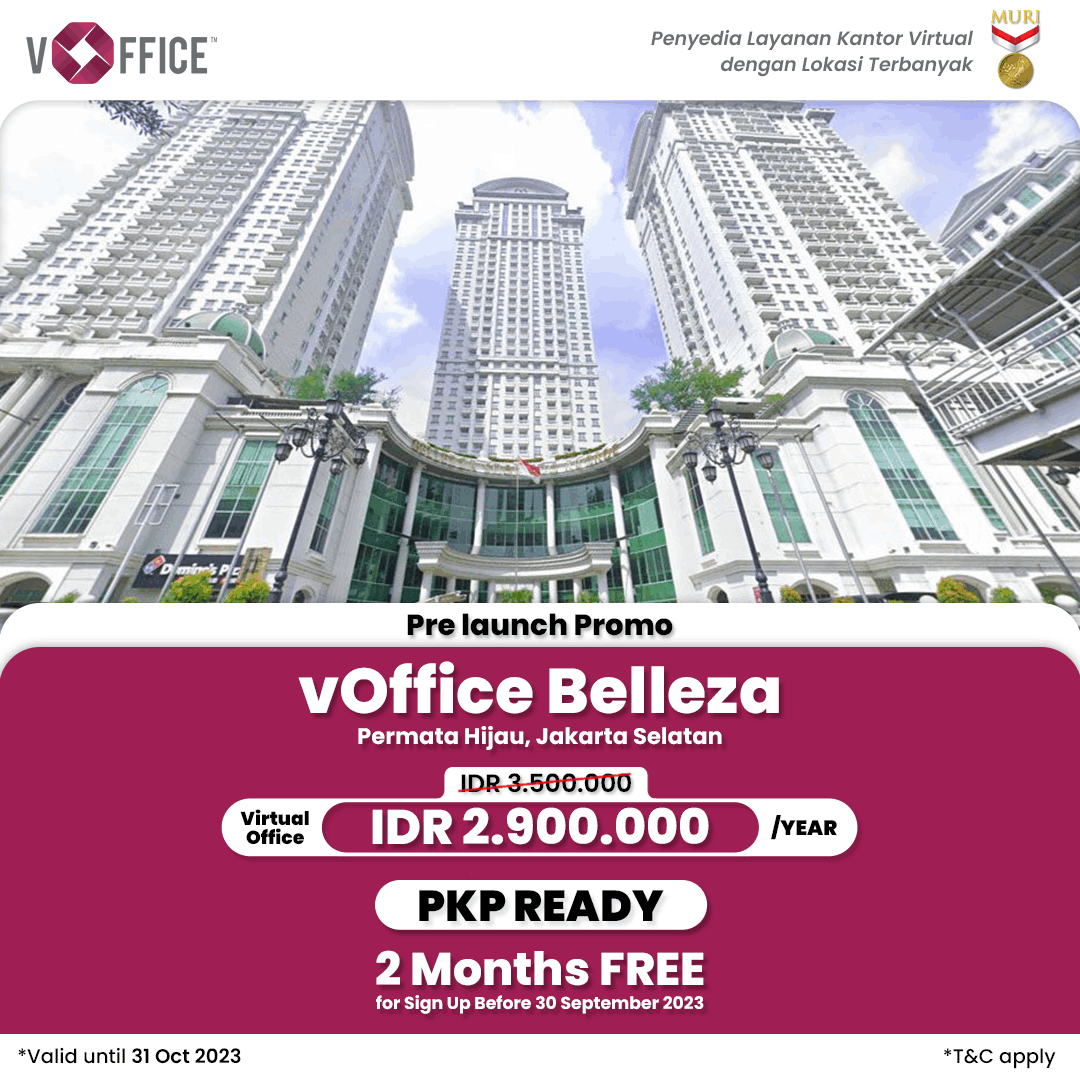 VOFFICE™
Penyedia Layanan Kantor Virtual
dengan Lokasi Terbanyak
MURI
Domino's Pizza
Pre launch Promo
vOffice Belleza
Permata Hijau, Jakarta Selatan
IDR 3.500.000
Virtual
Office
IDR 2.900.000
/YEAR
PKP READY
2 Months FREE
for Sign Up Before 30 September 2023
*Valid until 31 Oct 2023
*T&C apply